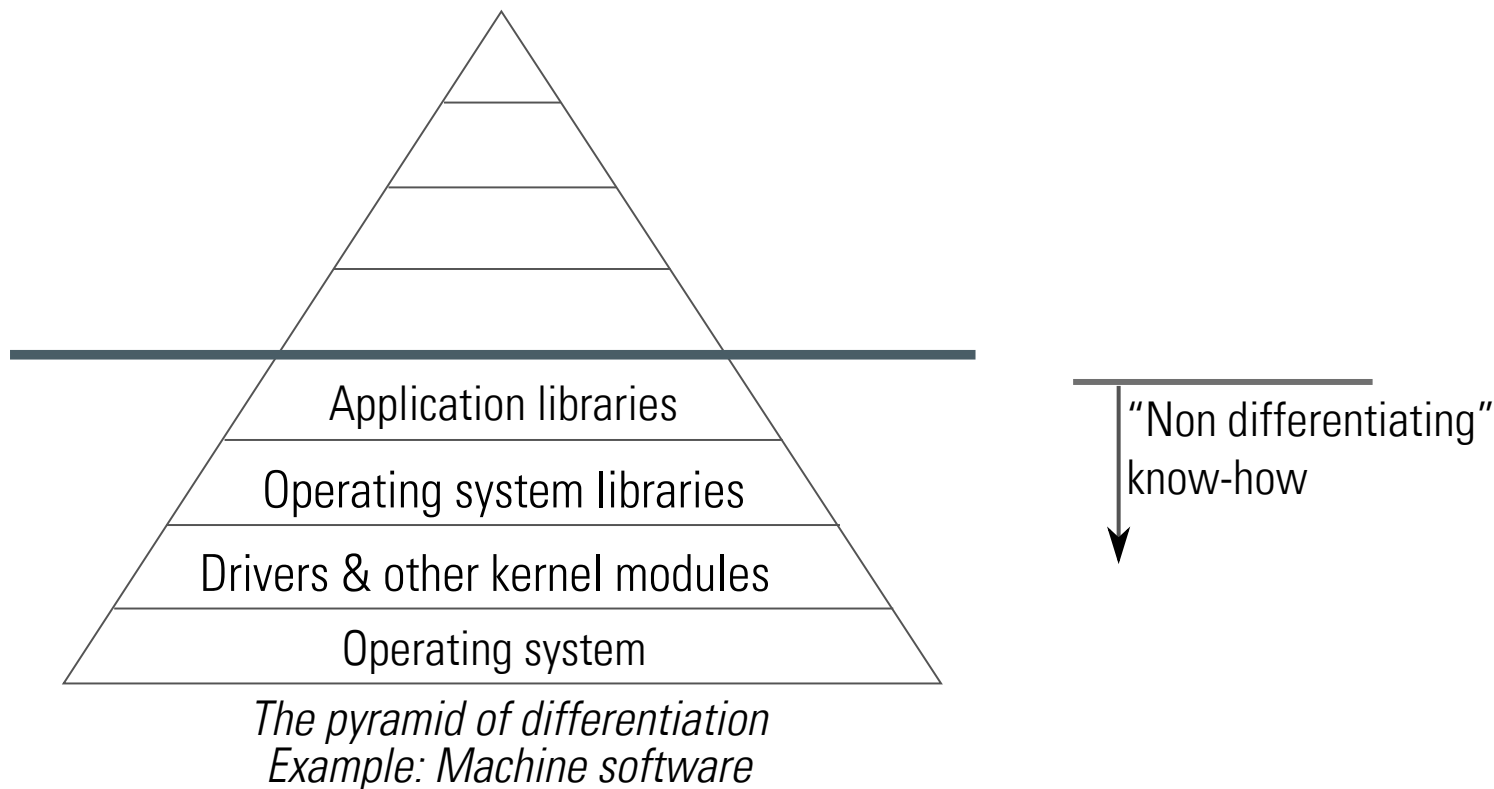 Application libraries
Operating system libraries
Drivers & other kernel modules
Operating system
The pyramid of differentiation
Example: Machine software
“Non differentiating”
know-how